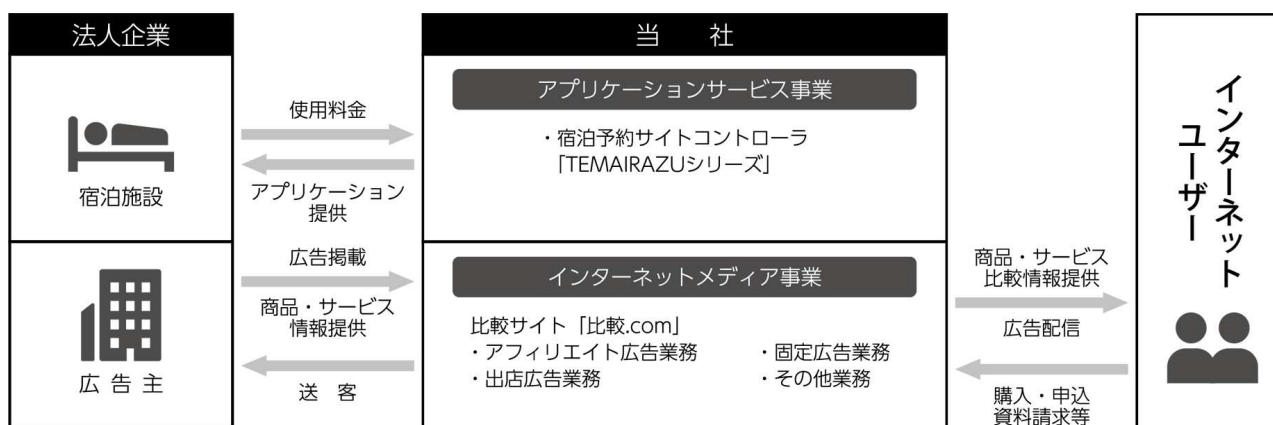 法人企業
宿泊施設
広告主
使用料金
アプリケーション
提供
広告掲載
商品・サービス
情報提供
送 客
当 社
アプリケーションサービス事業
・宿泊予約サイトコントローラ
「TEMAIRAZUシリーズ」
インターネットメディア事業
比較サイト「比較.com」
・アフィリエイト広告業務
・固定広告業務
・出店広告業務
・その他業務
商品・サービス
比較情報提供
広告配信
購入・申込
資料請求等
インターネット
ユーザー